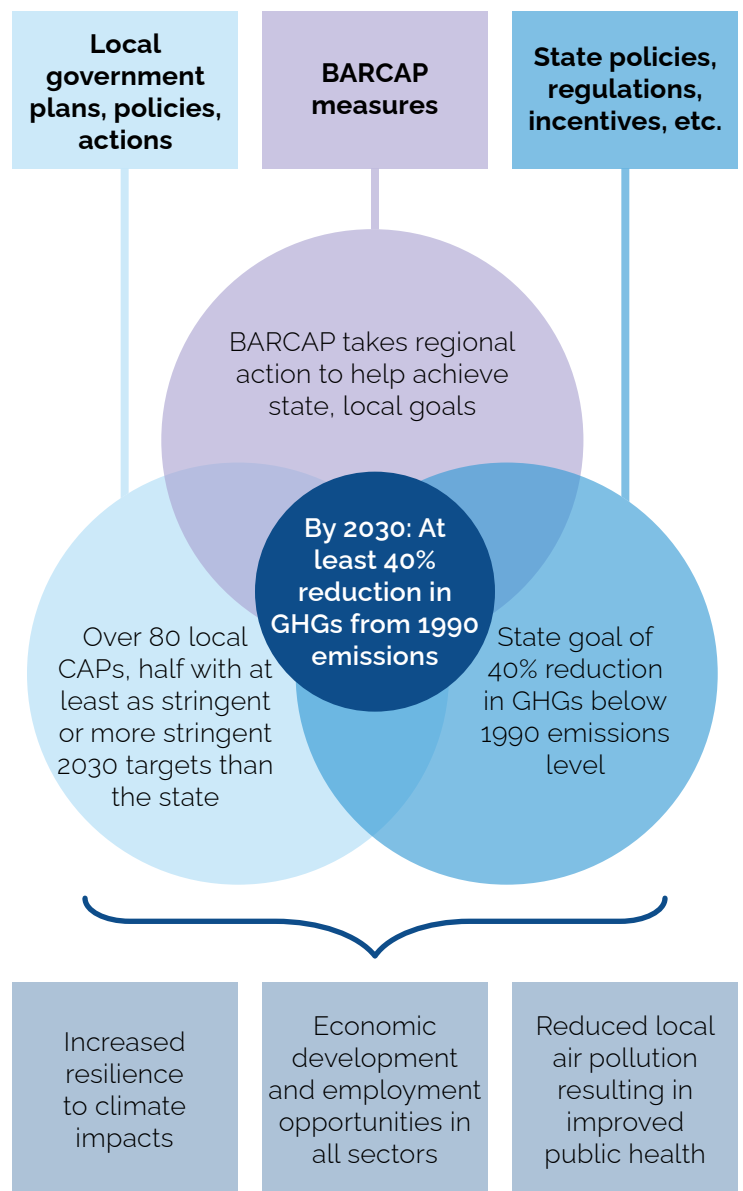 Local
government
plans, policies,
actions
BARCAP
measures
State policies,
regulations,
incentives, etc.
BARCAP takes regional
action to help achieve
state, local goals
By 2030: At
least 40%
reduction in
GHGs from 1990
emissions
Over 80 local
CAPs, half with at
least as stringent
or more stringent
2030 targets than
the state
State goal of
40% reduction
in GHGs below
1990 emissions
level
Increased
resilience
to climate
impacts
Economic
development
and employment
opportunities in
all sectors
Reduced local
air pollution
resulting in
improved
public health